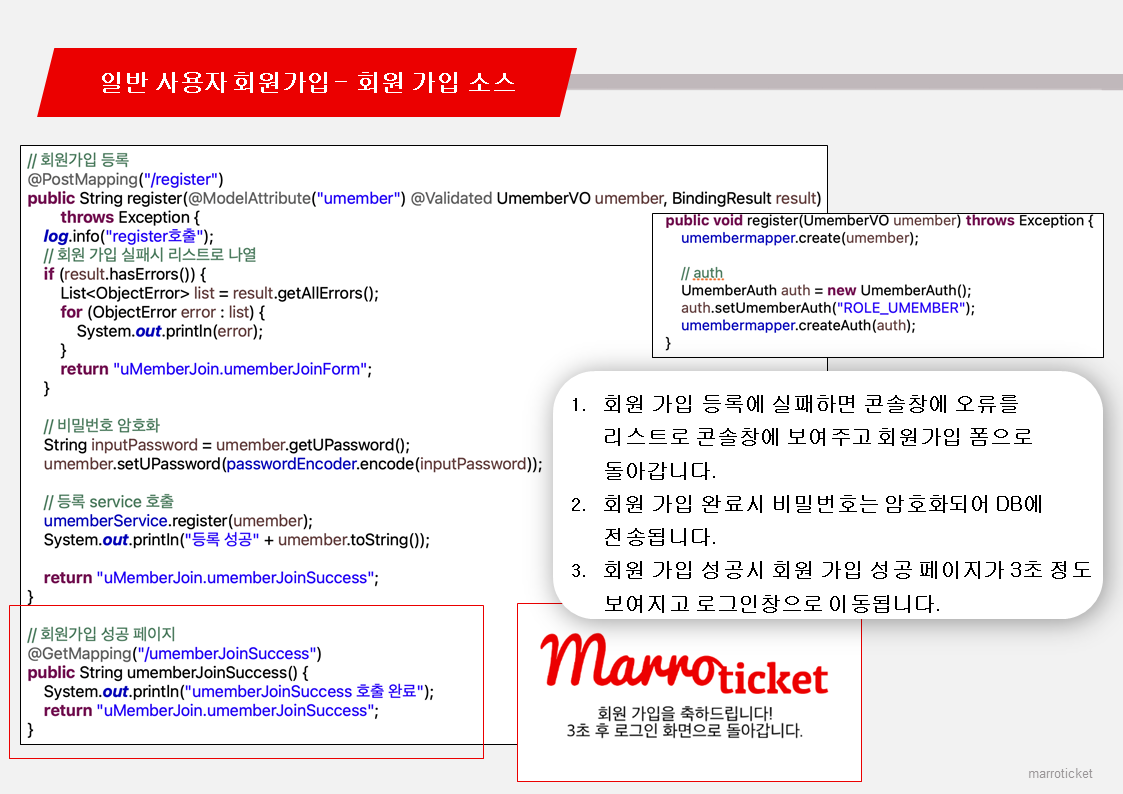 일반 사용자 회원가입 – 회원 가입 소스
// 회원가입 등록
@PostMapping("/register")
public String register(@ModelAttribute("umember") @Validated UmemberVO umember, BindingResult result)
throws Exception {
log.info("register호출");
// 회원 가입 실패시 리스트로 나열
if (result.hasErrors()) {
List<ObjectError> list = result.getAllErrors();
for (ObjectError error : list) {
System.out.println(error);
}
return "uMemberJoin.umemberJoinForm";
}
// 비밀번호 암호화
String inputPassword = umember.getUPassword();
umember.setUPassword(passwordEncoder.encode(inputPassword));
// 등록 service 호출
umemberService.register(umember);
System.out.println("등록 성공" + umember.toString());
return "uMemberJoin.umemberJoinSuccess";
}
// 회원가입 성공 페이지
@GetMapping("/umemberJoinSuccess")
public String umemberJoinSuccess() {
System.out.println("umemberJoinSuccess 호출 완료");
return "uMemberJoin.umemberJoinSuccess";
}
public void register(UmemberVO umember) throws Exception {
umembermapper.create(umember);
// auth
UmemberAuth auth = new UmemberAuth();
auth.setUmemberAuth("ROLE_UMEMBER");
umembermapper.createAuth(auth);
}
1. 회원 가입 등록에 실패하면 콘솔창에 오류를
리스트로 콘솔창에 보여주고 회원가입 폼으로
돌아갑니다.
2. 회원 가입 완료시 비밀번호는 암호화되어 DB에
전송됩니다.
3. 회원 가입 성공시 회원 가입 성공 페이지가 3초 정도
보여지고 로그인창으로 이동됩니다.
Marroticket
회원 가입을 축하드립니다!
3초 후 로그인 화면으로 돌아갑니다.
marroticket